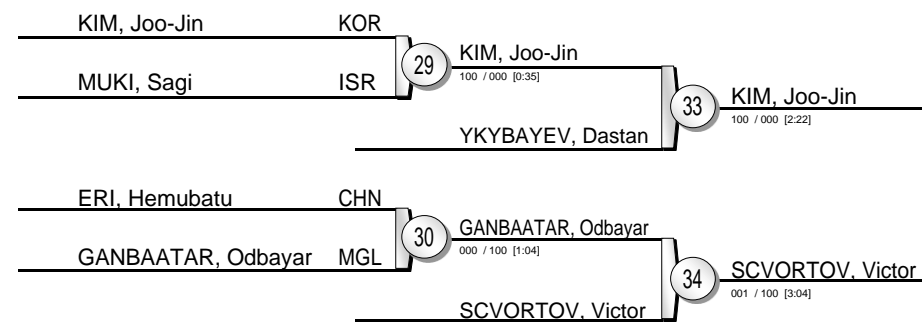 KIM, Joo-Jin KOR
29
KIM, Joo-Jin
100 / 000 [0:35]
MUKI, Sagi ISR
33
KIM, Joo-Jin
100 / 000 [2:22]
YKYBAYEV, Dastan
ERI, Hemubatu CHN
30
GANBAATAR, Odbayar
000 / 100 [1:04]
GANBAATAR, Odbayar MGL
34
SCVORTOV, Victor
001 / 100 [3:04]
SCVORTOV, Victor